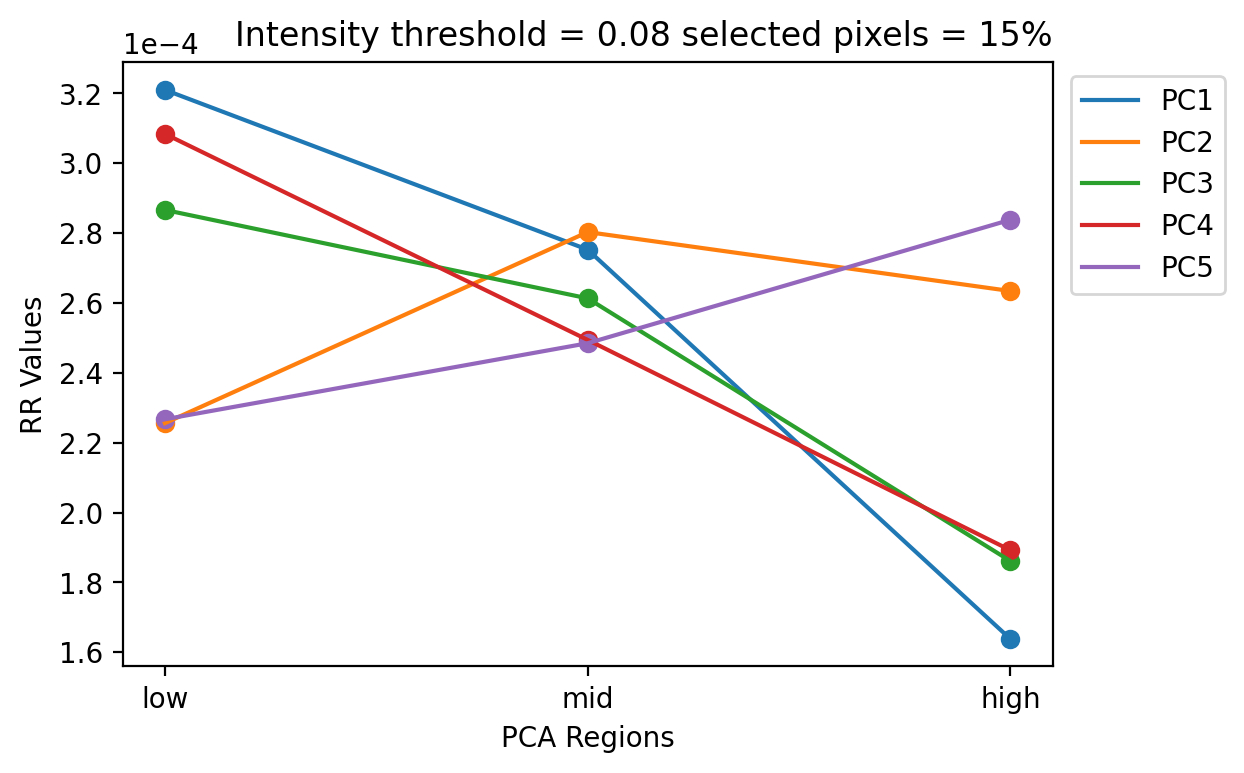 Intensity threshold = 0.08 selected pixels = 15%
1e−4
3.2
3.0
2.8
2.6
2.4
2.2
2.0
1.8
1.6
RR Values
low
mid
high
PCA Regions
PC1
PC2
PC3
PC4
PC5